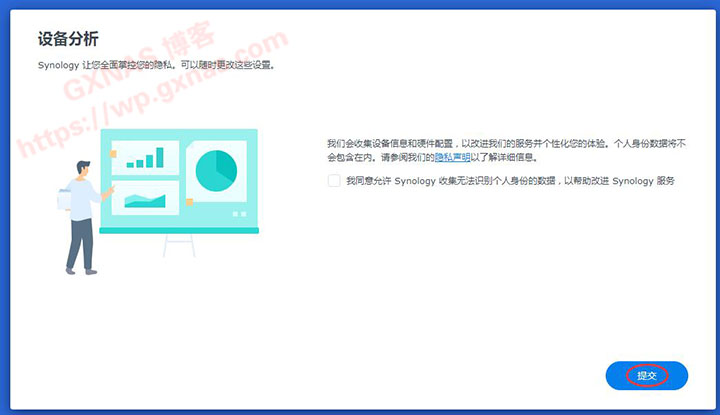 设备分析
Synology 让您全面掌控您的隐私。可以随时更改这些设置。
GXNAS 博客
https://wp.gxnas.com
我们会收集设备信息和硬件配置，以改进我们的服务并个性化您的体验。个人身份数据将不
会包含在内。请参阅我们的隐私声明以了解详细信息。
我同意允许 Synology 收集无法识别个人身份的数据，以帮助改进 Synology 服务
提交